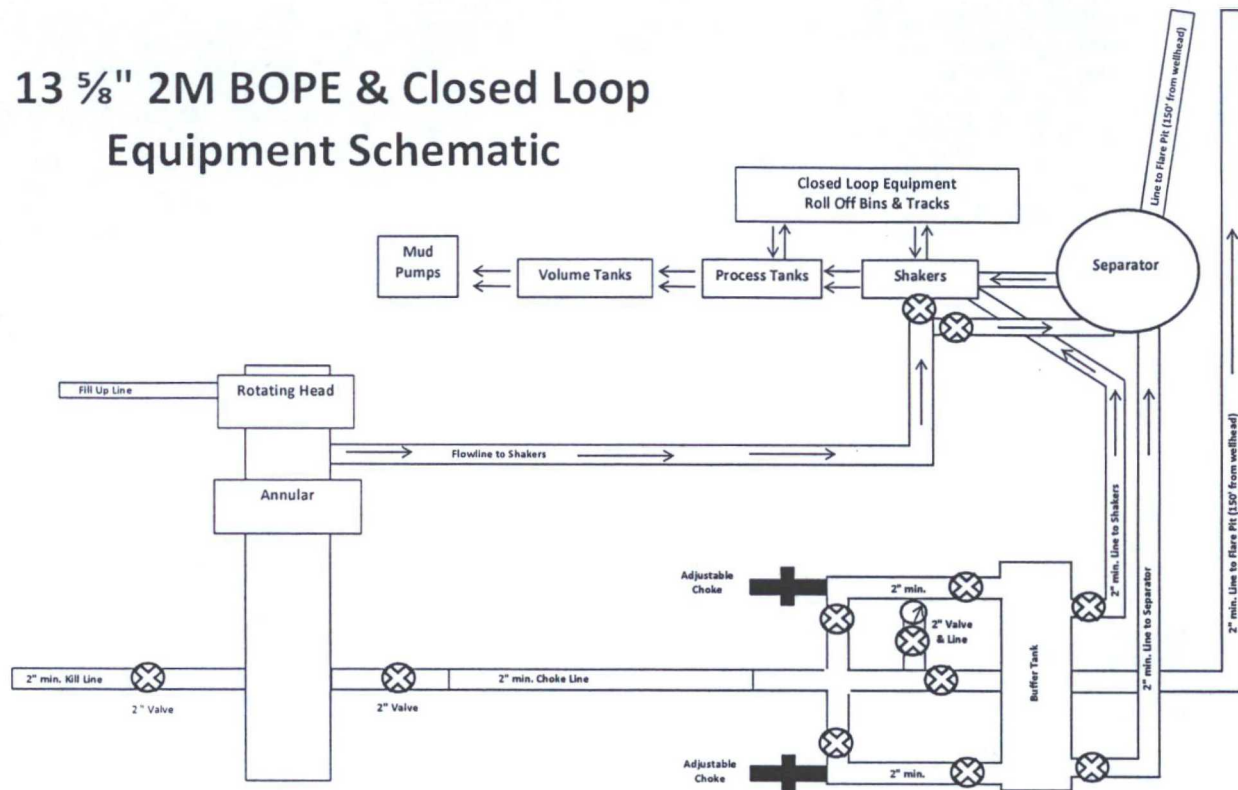 13 ⅝" 2M BOPE & Closed Loop
Equipment Schematic
Line to Flare Pit (150' from wellhead)
Closed Loop Equipment
Roll Off Bins & Tracks
Mud
Pumps
Volume Tanks
Process Tanks
Shakers
Separator
Fill Up Line
Rotating Head
Flowline to Shakers
Annular
Adjustable
Choke
2" min.
2" Valve
& Line
2" min. Line to Shakers
2" min. Line to Separator
2" min. Line to Flare Pit (150' from wellhead)
Buffer Tank
2" min. Kill Line
2" Valve
2" min. Choke Line
2" Valve
Adjustable
Choke
2" min.